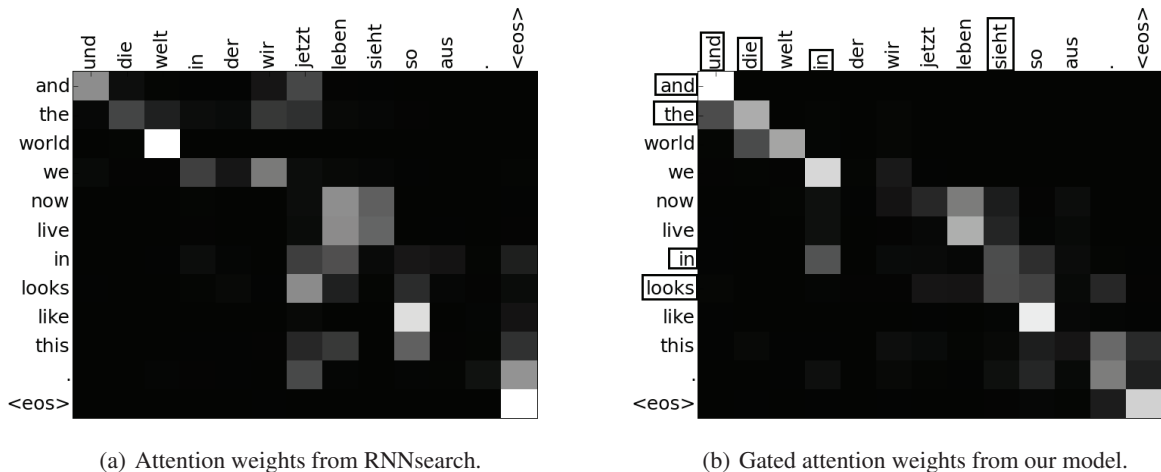 und die welt in der wir jetzt leben sieht so aus . <eos>
and
the
world
we
now
live
in
looks
like
this
.
<eos>
(a) Attention weights from RNNsearch.
und die welt in der wir jetzt leben sieht so aus . <eos>
and
the
world
we
now
live
in
looks
like
this
.
<eos>
(b) Gated attention weights from our model.